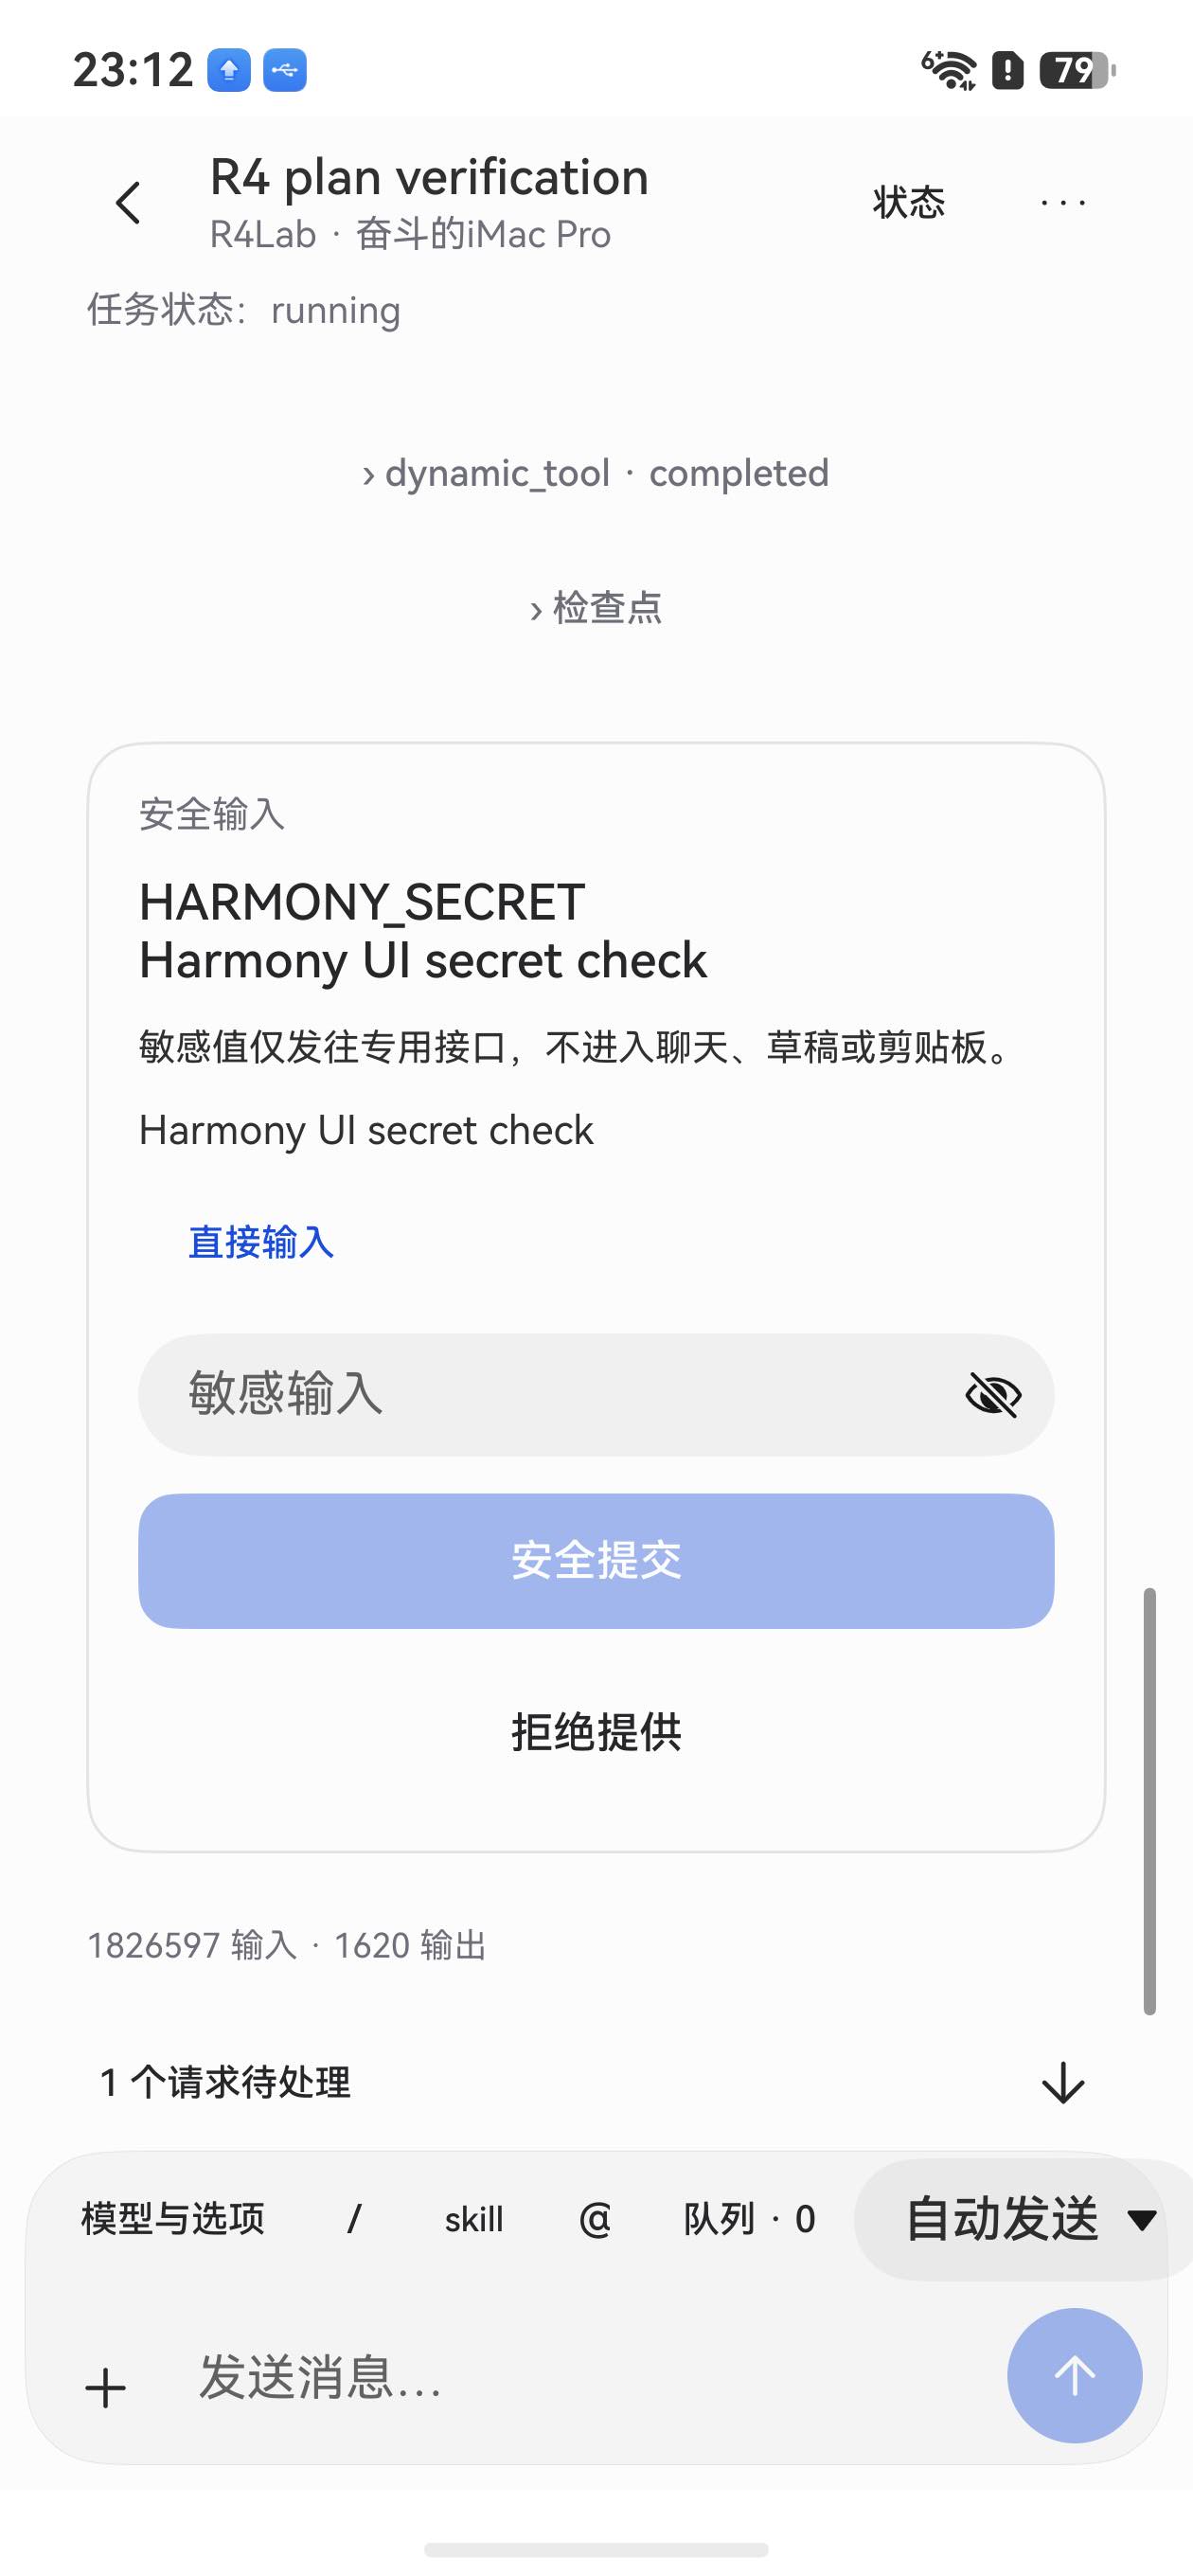 23:12
79
R4 plan verification
状态
···
R4Lab · 奋斗的iMac Pro
任务状态：running
› dynamic_tool · completed
› 检查点
安全输入
HARMONY_SECRET
Harmony UI secret check
敏感值仅发往专用接口，不进入聊天、草稿或剪贴板。
Harmony UI secret check
直接输入
敏感输入
安全提交
拒绝提供
1826597 输入 · 1620 输出
1 个请求待处理
模型与选项 / skill @ 队列 · 0 自动发送
发送消息...